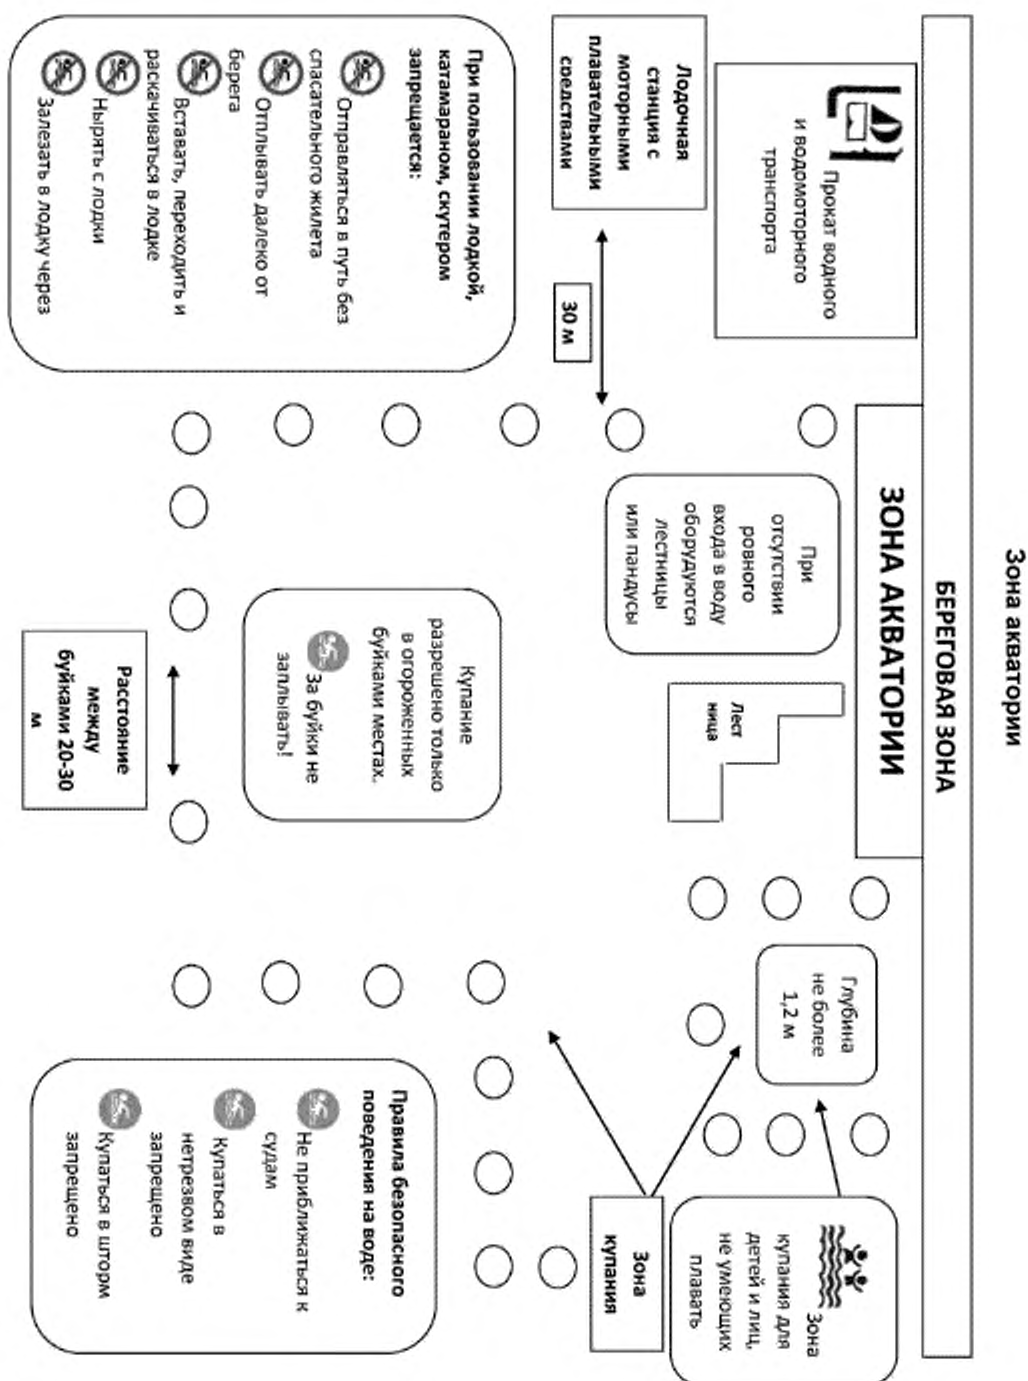 Зона акватории
БЕРЕГОВАЯ ЗОНА
ЗОНА АКВАТОРИИ
Прокат водного
и водомоторного
транспорта
Лодочная
станция с
моторными
плавательными
средствами
30 м
При пользовании лодкой,
катамараном, скутером
запрещается:
Отправляться в путь без
спасательного жилета
Отплывать далеко от
берега
Вставать, переходить и
раскачиваться в лодке
Нырять с лодки
Залезать в лодку через
При
отсутствии
ровного
входа в воду
оборудуются
лестницы
или пандусы
Лест
ница
Купание
разрешено только
в огороженных
буйками местах.
За буйки не
заплывать!
Расстояние
между
буйками 20-30
м
Глубина
не более
1,2 м
Зона
купания для
детей и лиц,
не умеющих
плавать
Зона
купания
Правила безопасного
поведения на воде:
Не приближаться к
судам
Купаться в
нетрезвом виде
запрещено
Купаться в шторм
запрещено